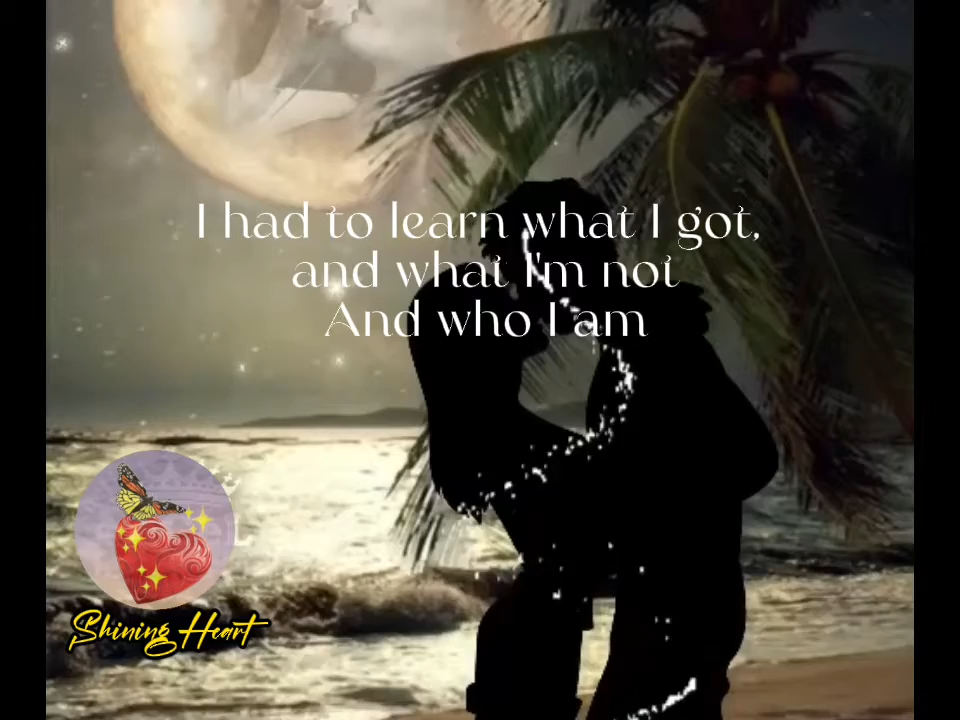 I had to learn what I got,
and what I'm not
And who I am
Shining Heart